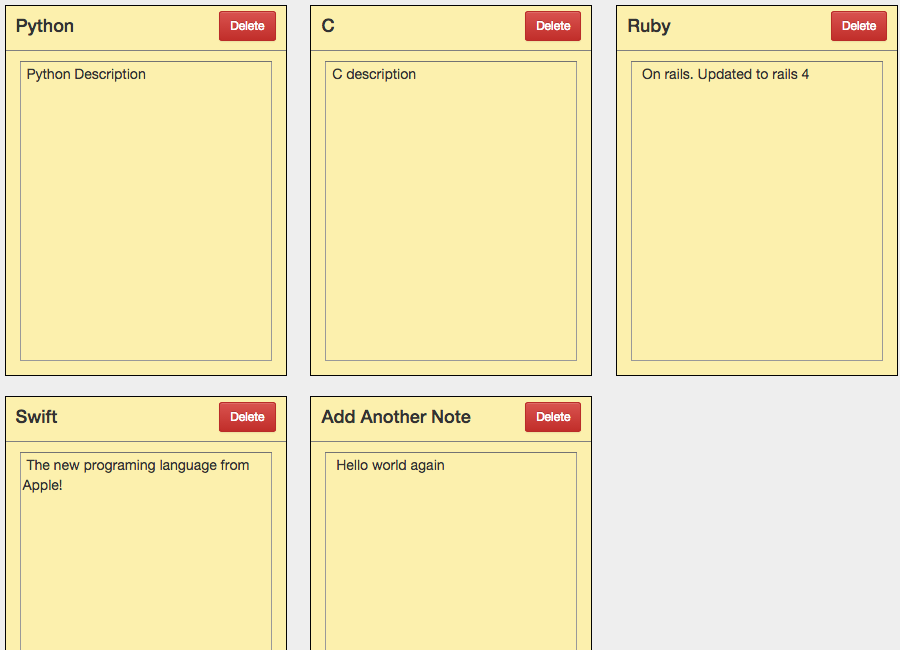 Python Delete
Python Description
C Delete
C description
Ruby Delete
On rails. Updated to rails 4
Swift Delete
The new programing language from
Apple!
Add Another Note Delete
Hello world again